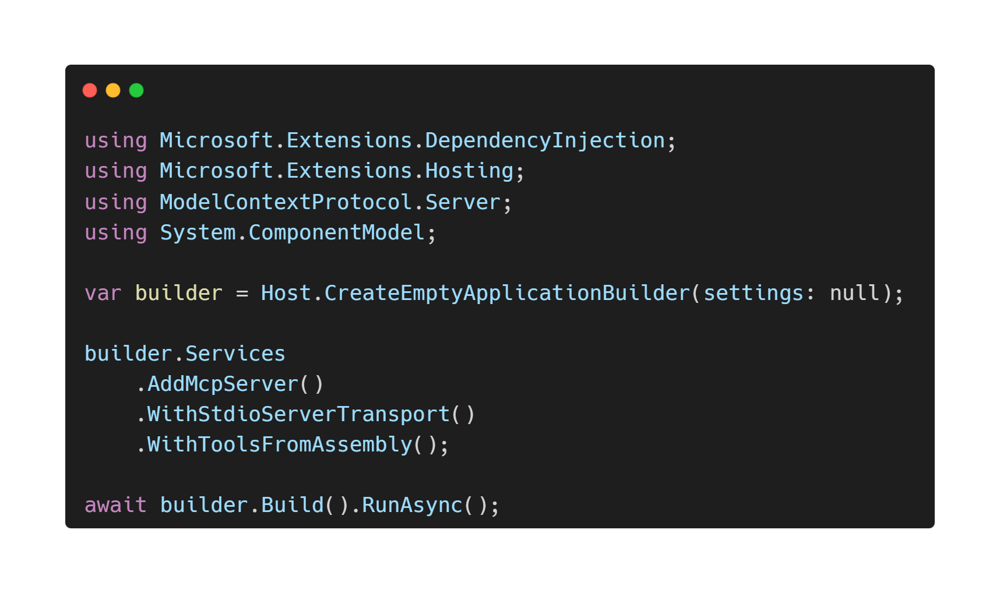 using Microsoft.Extensions.DependencyInjection;
using Microsoft.Extensions.Hosting;
using ModelContextProtocol.Server;
using System.ComponentModel;

var builder = Host.CreateEmptyApplicationBuilder(settings: null);

builder.Services
    .AddMcpServer()
    .WithStdioServerTransport()
    .WithToolsFromAssembly();

await builder.Build().RunAsync();